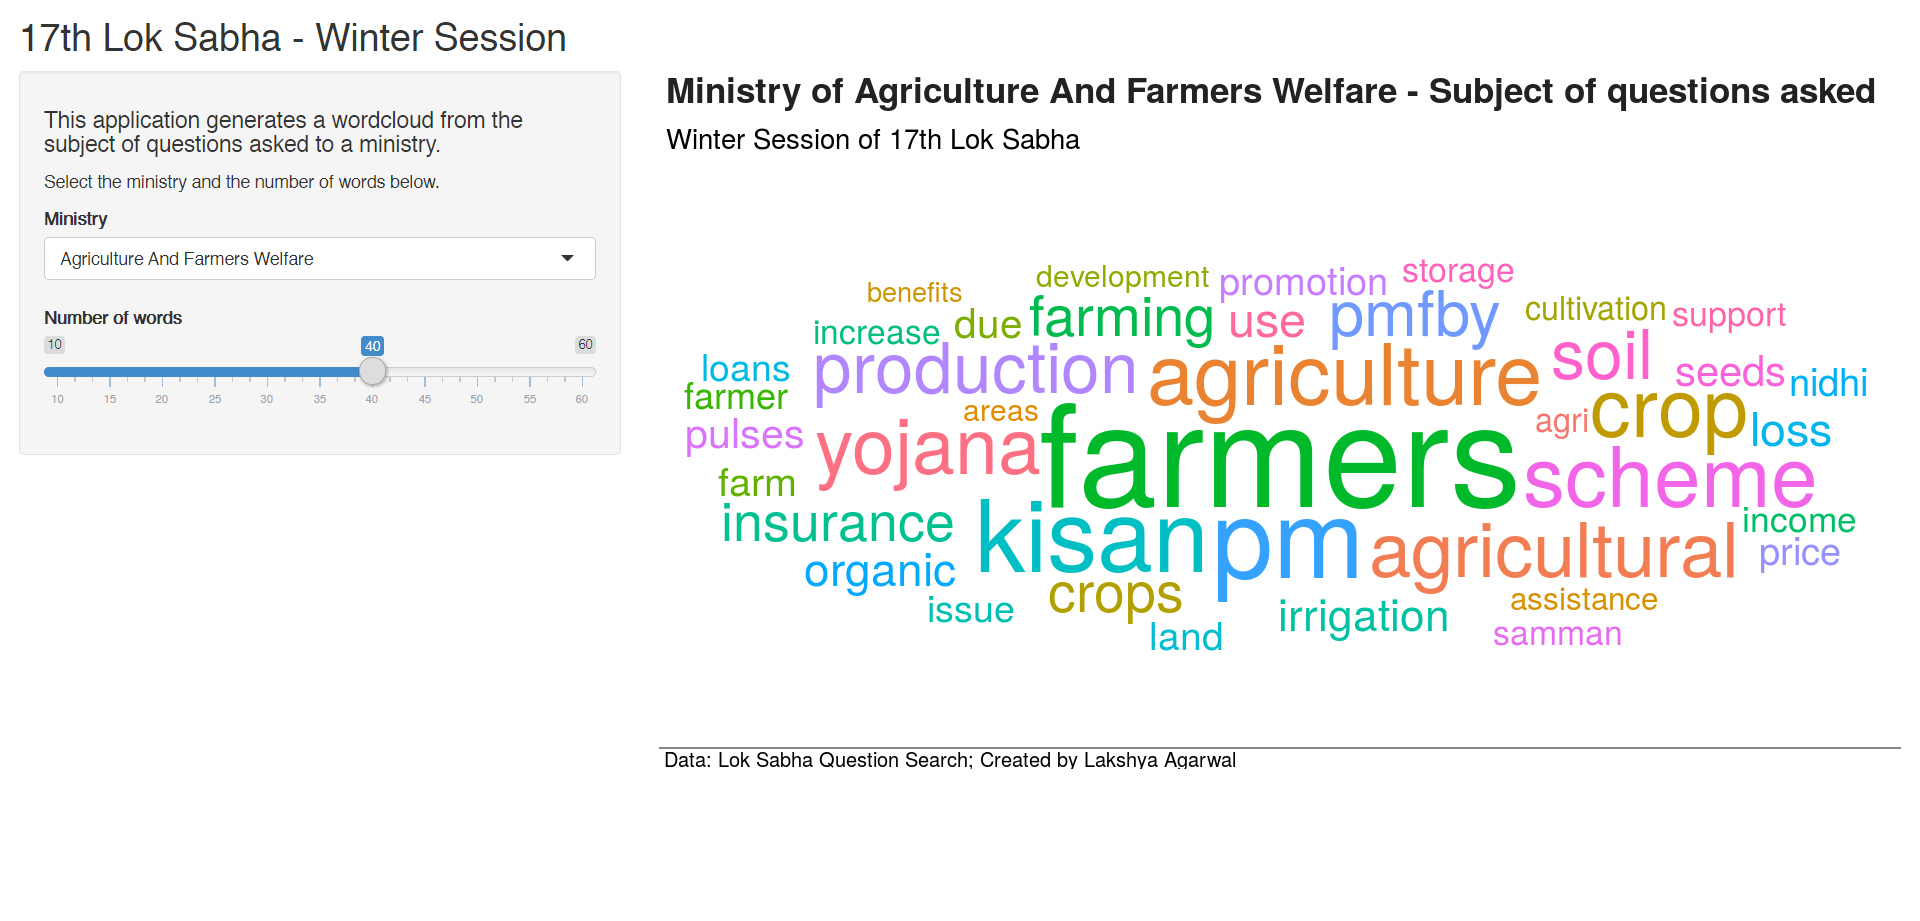 17th Lok Sabha - Winter Session
This application generates a wordcloud from the
subject of questions asked to a ministry.
Select the ministry and the number of words below.
Ministry
Agriculture And Farmers Welfare
Number of words
10 40 60
10 15 20 25 30 35 40 45 50 55 60
Ministry of Agriculture And Farmers Welfare - Subject of questions asked
Winter Session of 17th Lok Sabha
benefits development promotion storage
increase due farming use pmfby cultivation support
loans production agriculture soil seeds nidhi
farmer areas agri crop
pulses yojana farmers loss
farm scheme
insurance kisan pm agricultural income
organic price
issue crops irrigation assistance
land samman
Data: Lok Sabha Question Search; Created by Lakshya Agarwal